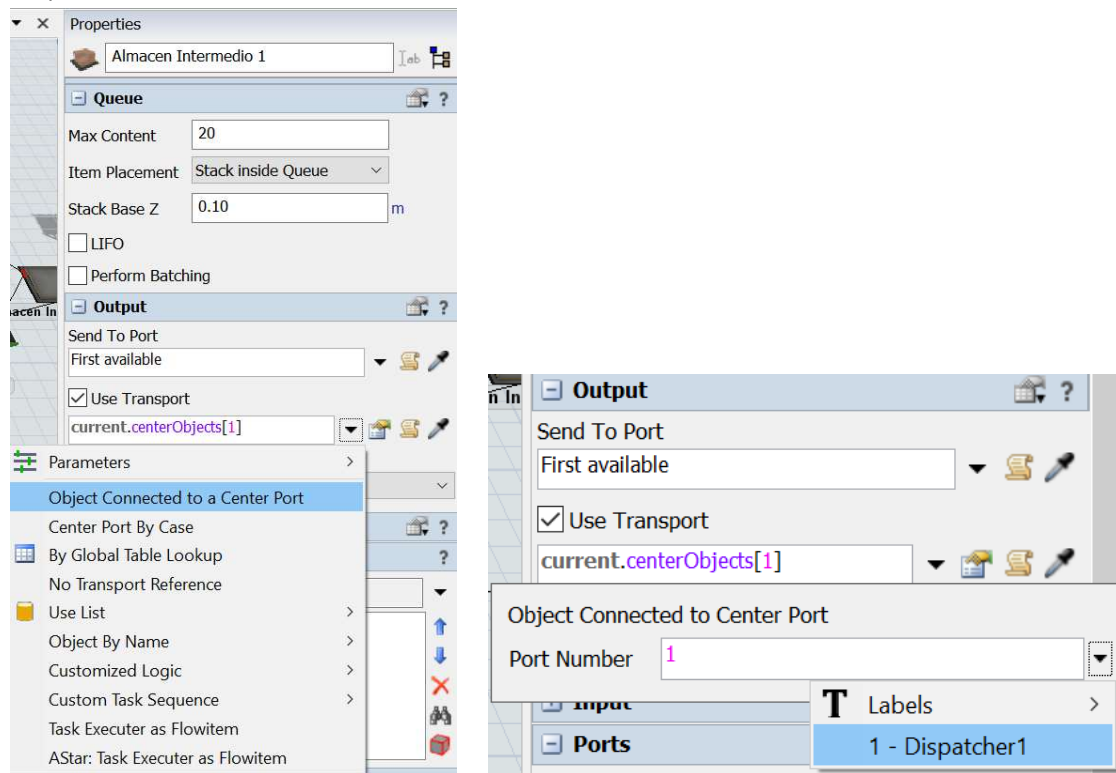 Properties
Almacen Intermedio 1
Queue
?
Max Content 20
Item Placement Stack inside Queue
Stack Base Z 0.10 m
LIFO
Perform Batching
Output
?
Send To Port
First available
Use Transport
current.centerObjects[1]
Parameters
Object Connected to a Center Port
Center Port By Case
?
By Global Table Lookup
?
No Transport Reference
Use List
Object By Name
Customized Logic
Custom Task Sequence
Task Executer as Flowitem
AStar: Task Executer as Flowitem
n In
Output
?
Send To Port
First available
Use Transport
current.centerObjects[1]
Object Connected to Center Port
Port Number 1
Input
Labels
Ports
1 - Dispatcher1